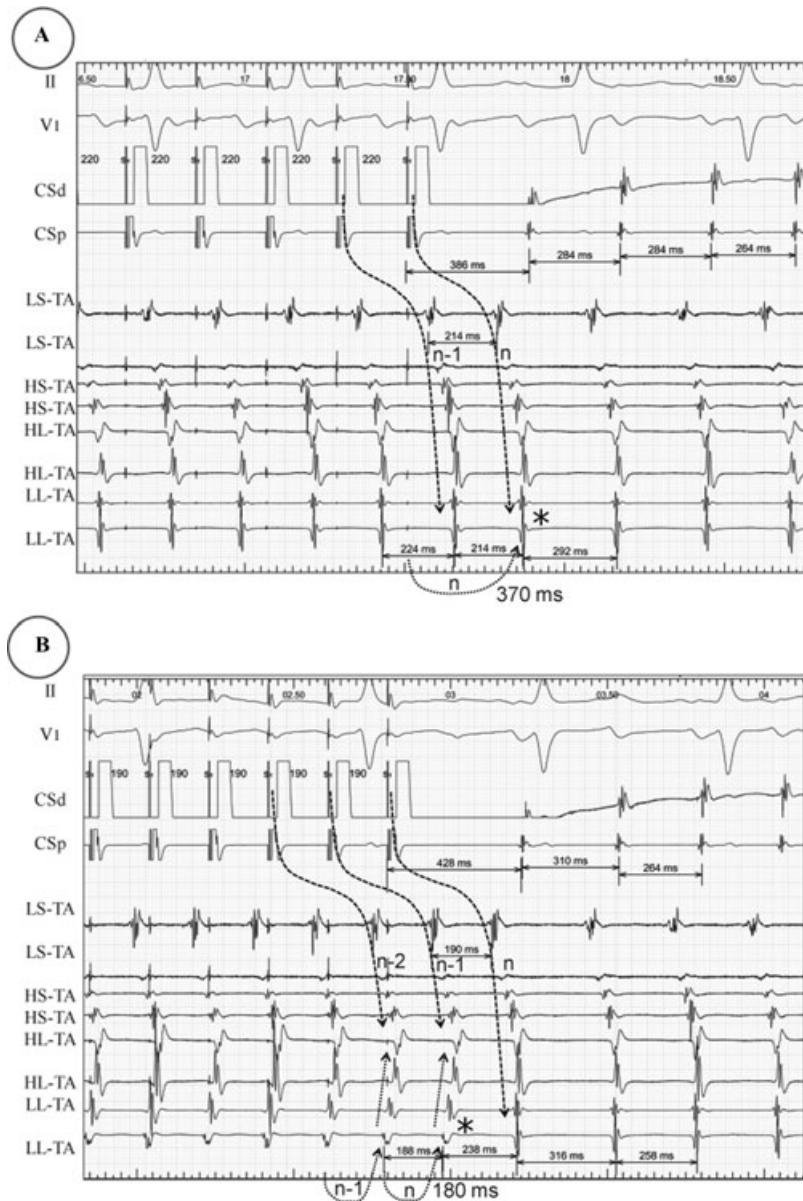 A
6.50 17 17.50 18 18.50
II
V1
220 S 220 S 220 S 220 S 220 S
CSd
CSp
386 ms 284 ms 284 ms 264 ms
LS-TA
214 ms
LS-TA
n-1 n
HS-TA
HS-TA
HL-TA
HL-TA
LL-TA
*
LL-TA
224 ms 214 ms 292 ms
n
370 ms
B
02 02.50 03 03.50 04
II
V1
S 190 S 190 S 190 S 190 S 190 S
CSd
CSp
428 ms 310 ms 264 ms
LS-TA
190 ms
LS-TA
n-2 n-1 n
HS-TA
HS-TA
HL-TA
HL-TA
LL-TA
*
LL-TA
188 ms 238 ms 316 ms 258 ms
n-1 n 180 ms